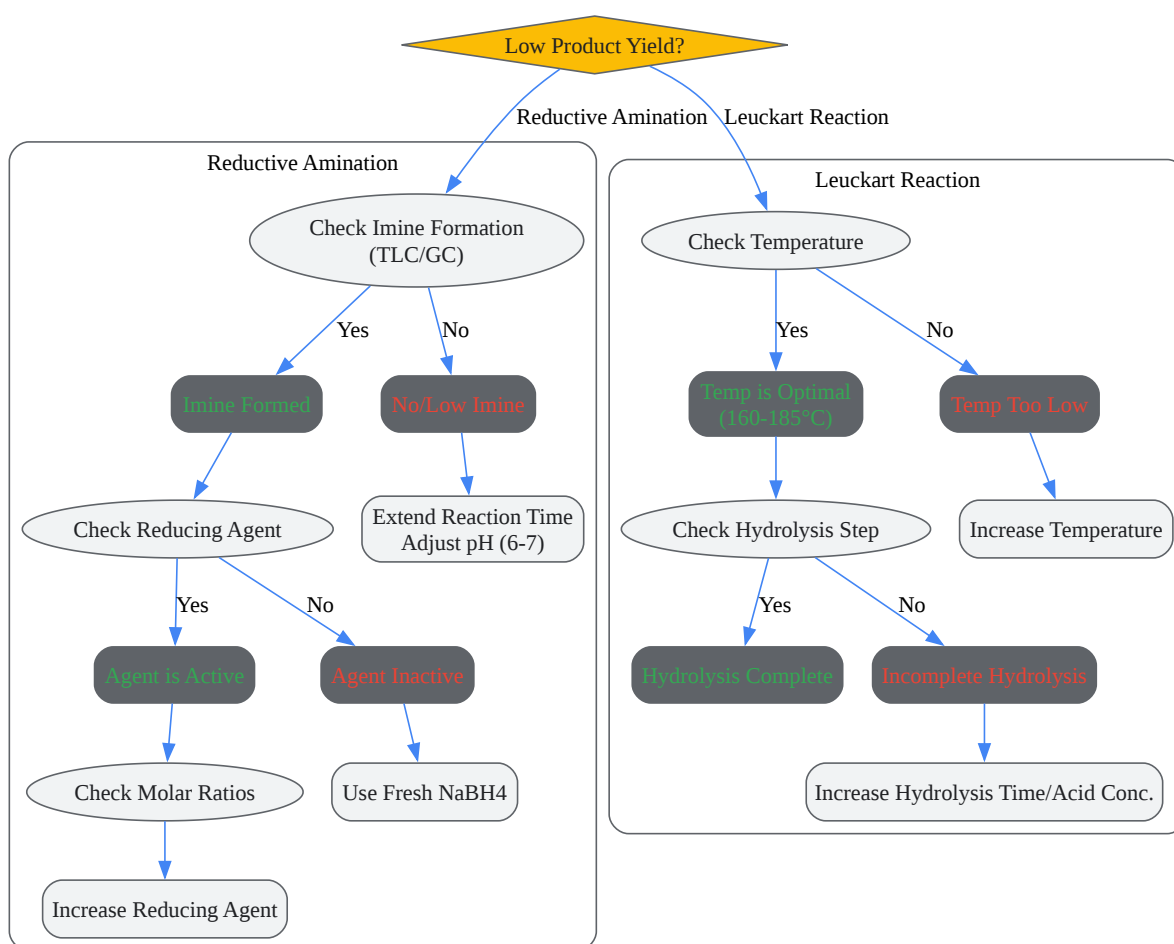 Low Product Yield?
Reductive Amination
Leuckart Reaction
Reductive Amination
Check Imine Formation
(TLC/GC)
Yes
No
Imine Formed
No/Low Imine
Check Reducing Agent
Extend Reaction Time
Adjust pH (6-7)
Yes
No
Agent is Active
Agent Inactive
Check Molar Ratios
Use Fresh NaBH4
Increase Reducing Agent
Leuckart Reaction
Check Temperature
Yes
No
Temp is Optimal
(160-185°C)
Temp Too Low
Check Hydrolysis Step
Increase Temperature
Yes
No
Hydrolysis Complete
Incomplete Hydrolysis
Increase Hydrolysis Time/Acid Conc.